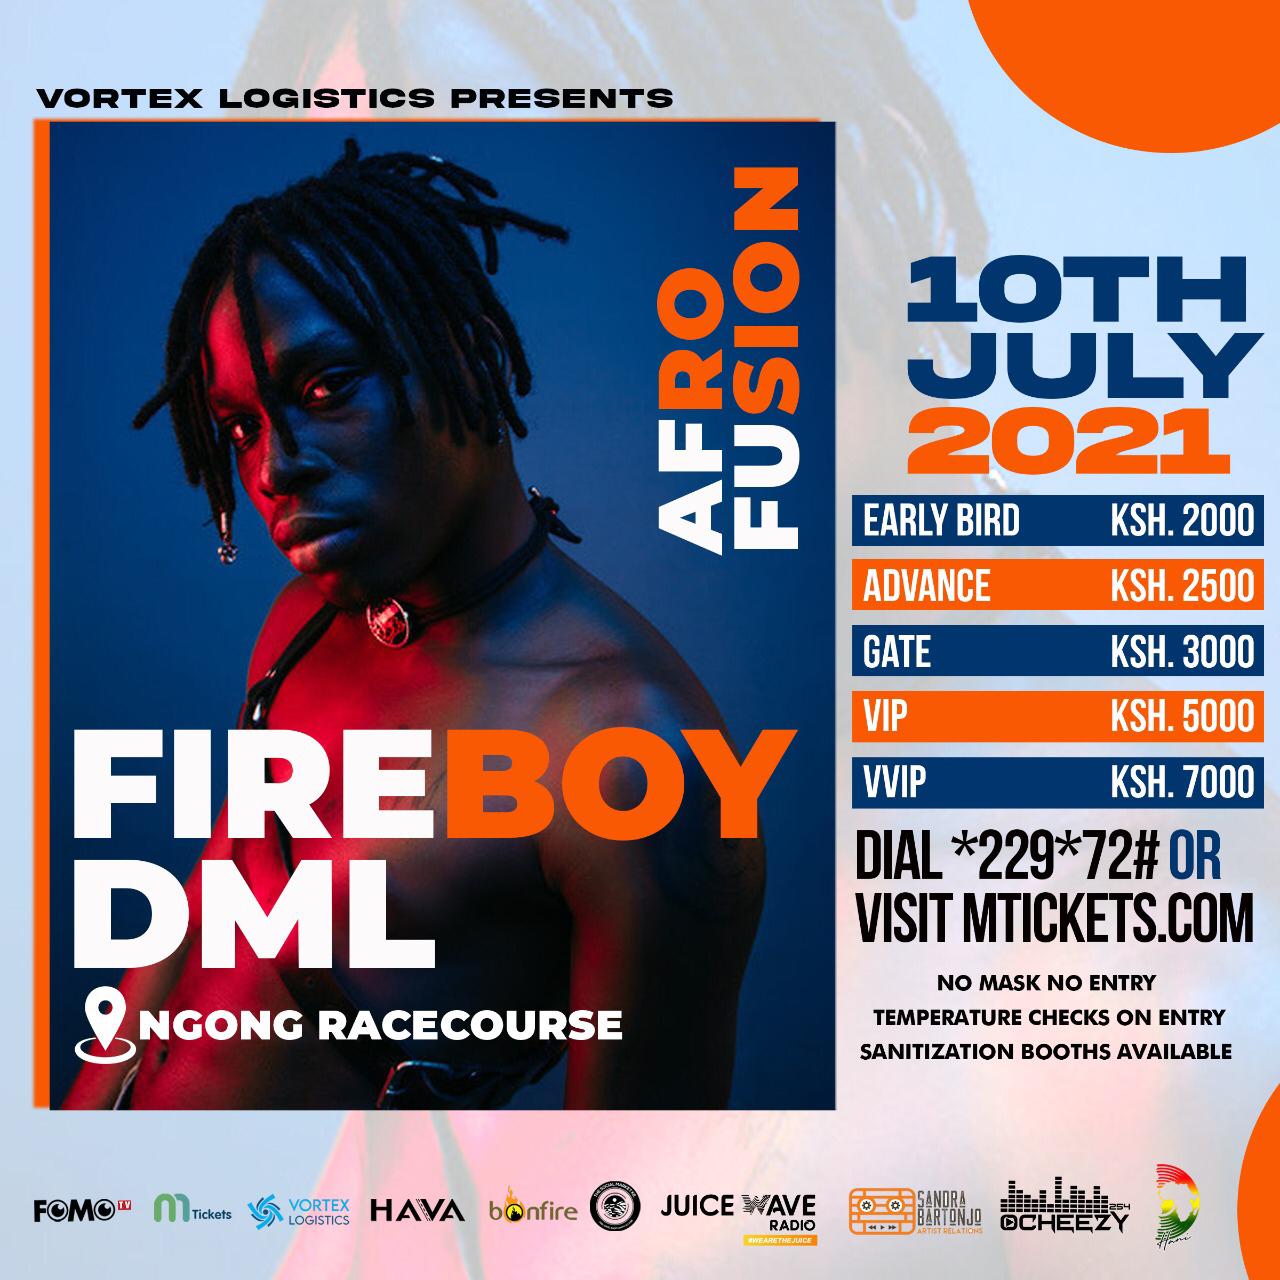 VORTEX LOGISTICS PRESENTS
AFRO
FUSION
FIREBOY
DML
NGONG RACECOURSE
10TH
JULY
2021
EARLY BIRD KSH. 2000
ADVANCE KSH. 2500
GATE KSH. 3000
VIP KSH. 5000
VVIP KSH. 7000
DIAL *229*72# OR
VISIT MTICKETS.COM
NO MASK NO ENTRY
TEMPERATURE CHECKS ON ENTRY
SANITIZATION BOOTHS AVAILABLE
FOMO TV
m Tickets
VORTEX
LOGISTICS
HAVA
bonfire
JUICE WAVE
RADIO
#WEARETHEJUICE
SANDRA
BARTONJO
ARTIST RELATIONS
CHEEZY 254